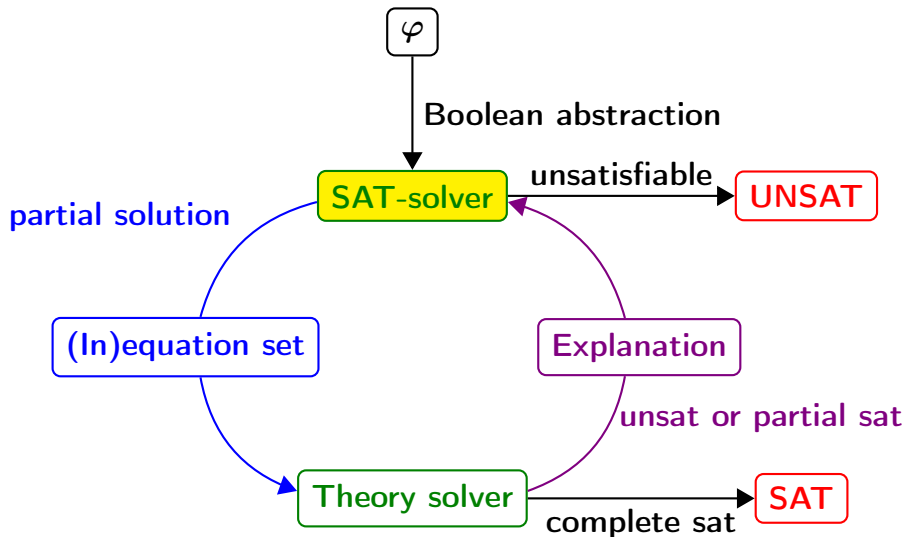 φ
Boolean abstraction
SAT-solver
unsatisfiable
UNSAT
partial solution
(In)equation set
Explanation
unsat or partial sat
Theory solver
complete sat
SAT